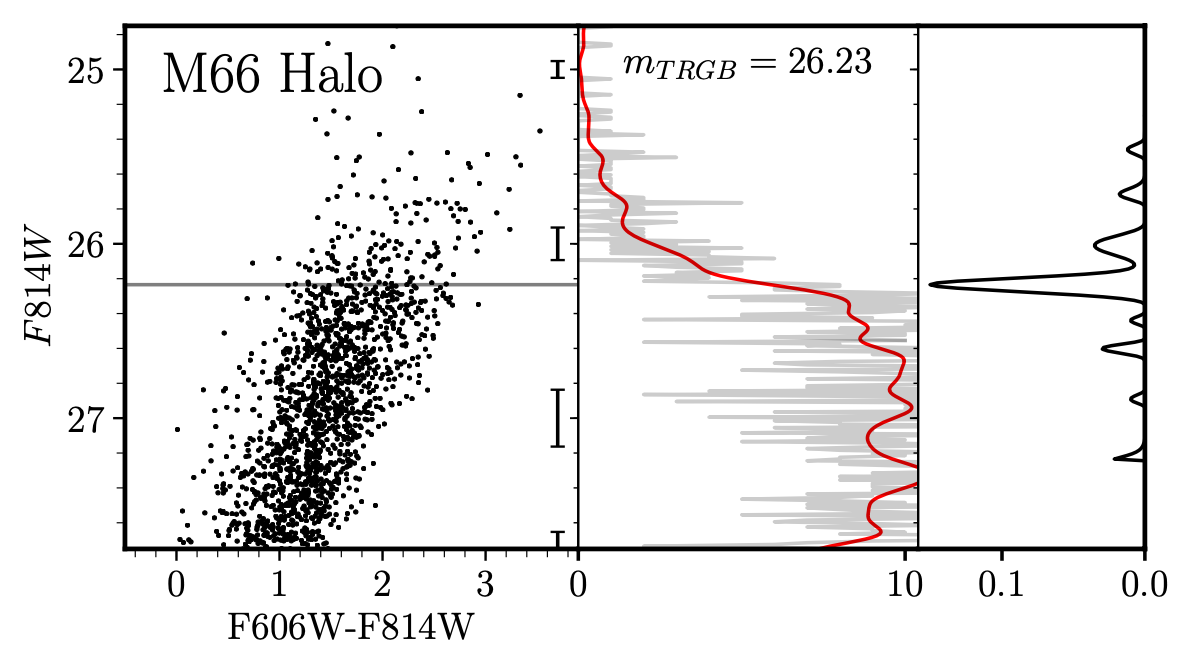 M66 Halo
m_TRGB = 26.23
25
26
27
F814W
0 1 2 3 0 10 0.1 0.0
F606W-F814W